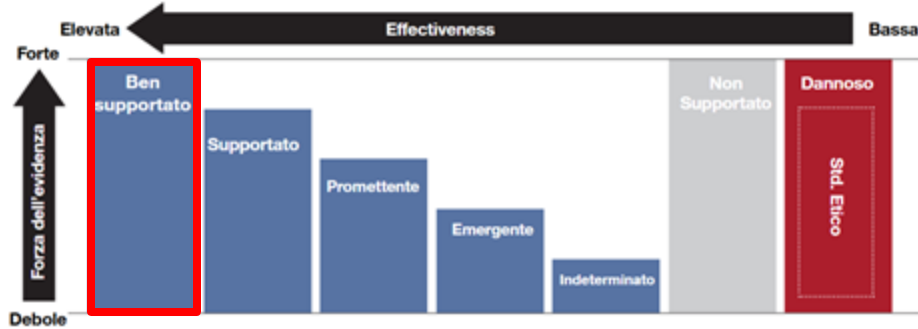 Elevata
Effectiveness
Bassa
Forte
Forza dell'evidenza
Debole
Ben
supportato
Supportato
Promettente
Emergente
Indeterminato
Non
Supportato
Dannoso
Std. Etico